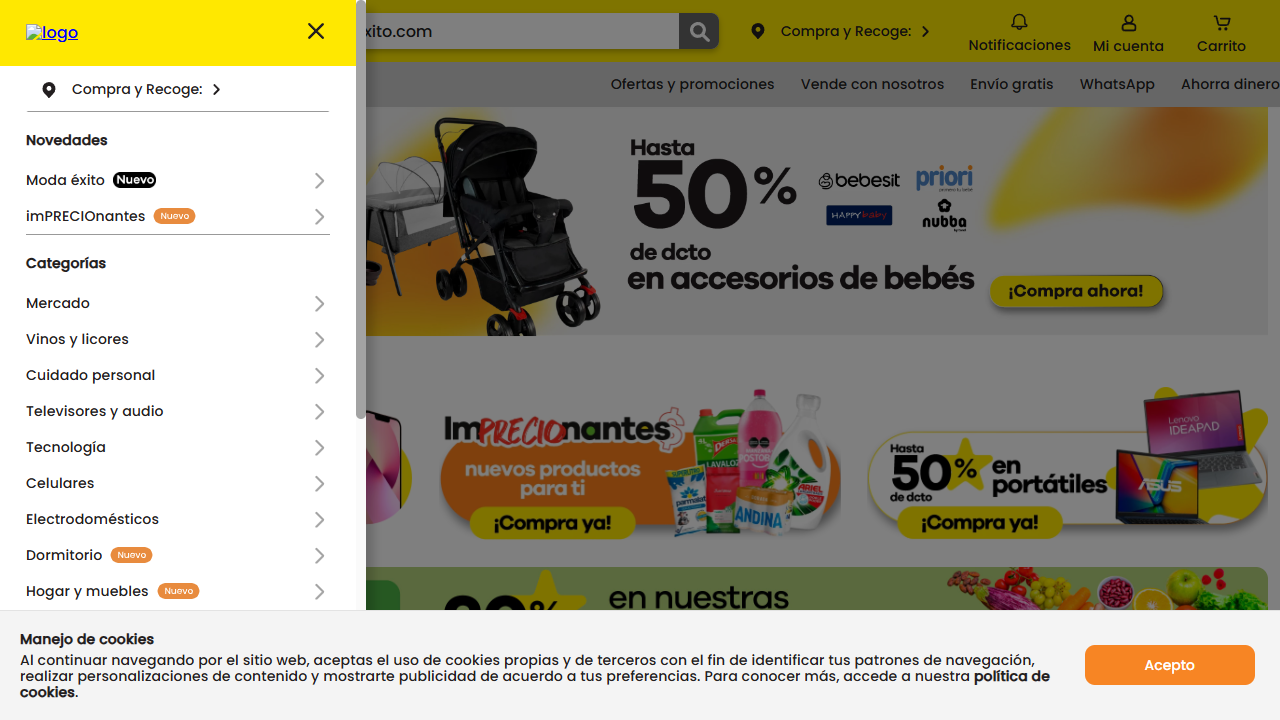 logo
xito.com
Compra y Recoge:
Notificaciones
Mi cuenta
Carrito
Compra y Recoge:
Ofertas y promociones
Vende con nosotros
Envío gratis
WhatsApp
Ahorra dinero
Novedades
Moda éxito Nuevo
imPRECIOnantes Nuevo
Categorías
Mercado
Vinos y licores
Cuidado personal
Televisores y audio
Tecnología
Celulares
Electrodomésticos
Dormitorio Nuevo
Hogar y muebles Nuevo
Hasta
50%
de dcto
en accesorios de bebés
bebesit
priori
HAPPY baby
nubba
¡Compra ahora!
ImPRECIOnantes
nuevos productos
para ti
¡Compra ya!
Hasta
50%
de dcto
en
portátiles
¡Compra ya!
Lenovo
IDEAPAD
ASUS
LAVALOZ
parmalat
ANDINA
ARIEL
en nuestras
Manejo de cookies
Al continuar navegando por el sitio web, aceptas el uso de cookies propias y de terceros con el fin de identificar tus patrones de navegación,
realizar personalizaciones de contenido y mostrarte publicidad de acuerdo a tus preferencias. Para conocer más, accede a nuestra política de
cookies.
Acepto